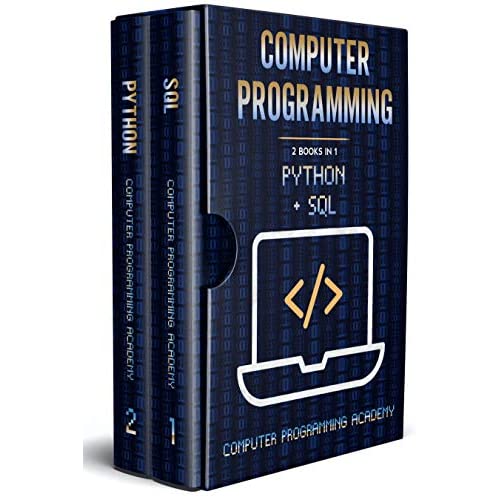 COMPUTER
PROGRAMMING
2 BOOKS IN 1
PYTHON
+ SQL
</>
COMPUTER PROGRAMMING ACADEMY
PYTHON
COMPUTER PROGRAMMING ACADEMY
2
SQL
COMPUTER PROGRAMMING ACADEMY
1